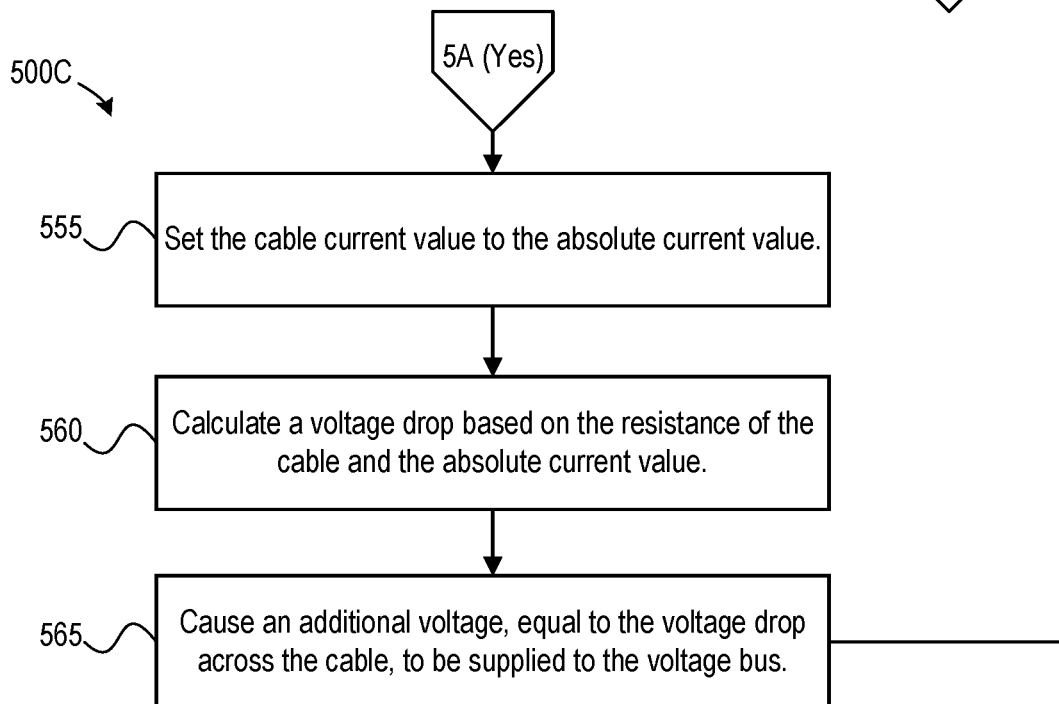 5A (Yes)
500C
555
Set the cable current value to the absolute current value.
560
Calculate a voltage drop based on the resistance of the
cable and the absolute current value.
565
Cause an additional voltage, equal to the voltage drop
across the cable, to be supplied to the voltage bus.